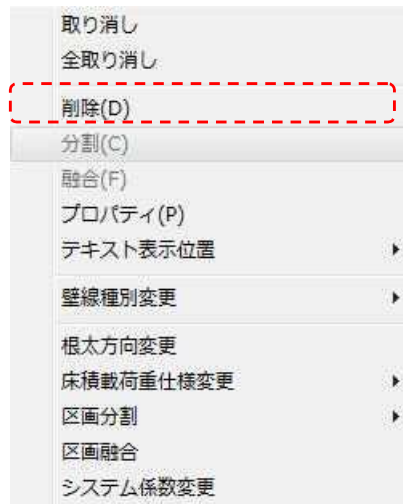 取り消し
全取り消し
削除(D)
分割(C)
融合(F)
プロパティ(P)
テキスト表示位置
壁線種別変更
根太方向変更
床積載荷重仕様変更
区画分割
区画融合
システム係数変更